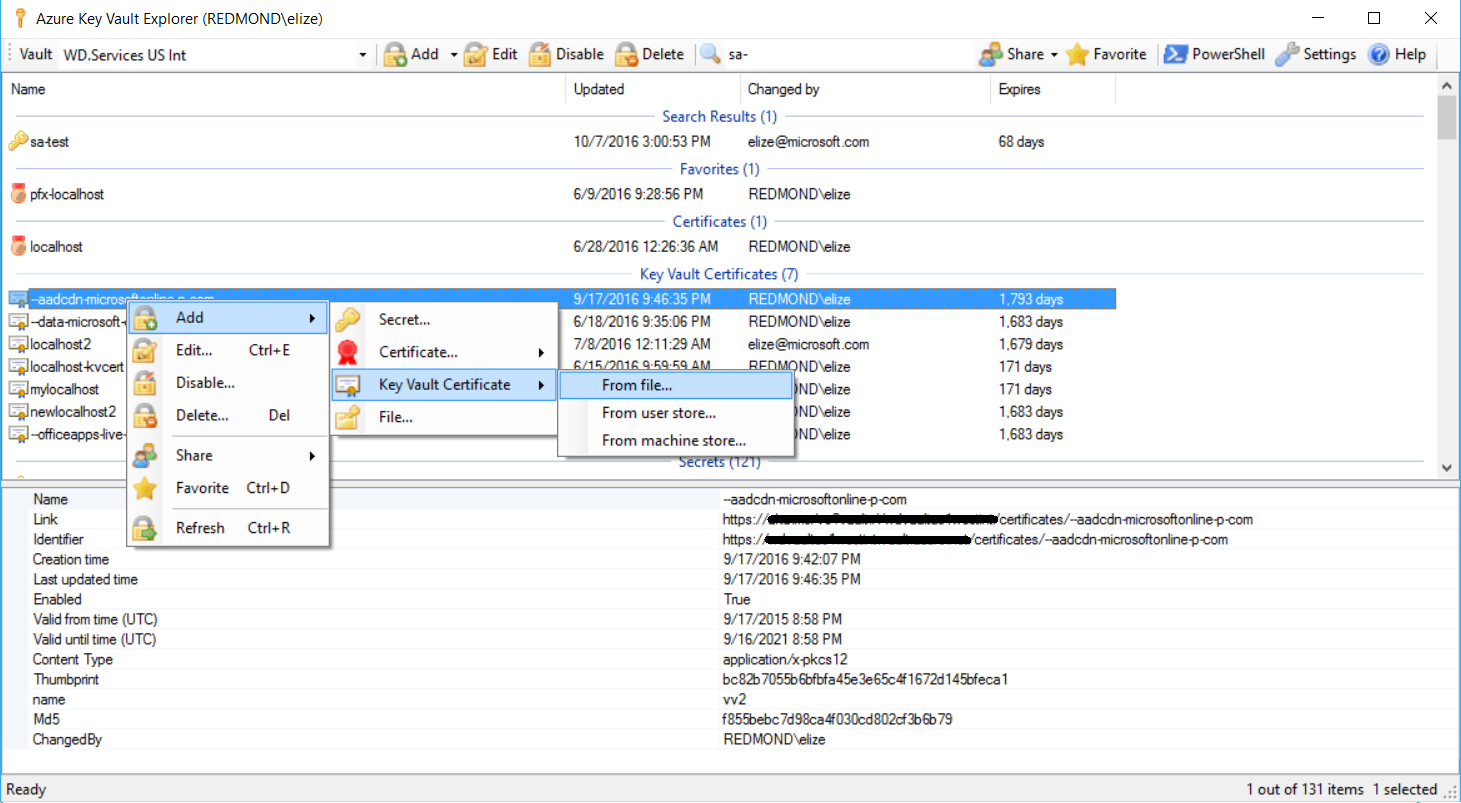 Azure Key Vault Explorer (REDMOND\elize)
Vault WD.Services US Int Add Edit Disable Delete sa- Share Favorite PowerShell Settings Help
Name Updated Changed by Expires
Search Results (1)
sa-test 10/7/2016 3:00:53 PM elize@microsoft.com 68 days
Favorites (1)
pfx-localhost 6/9/2016 9:28:56 PM REDMOND\elize
Certificates (1)
localhost 6/28/2016 12:26:36 AM REDMOND\elize
Key Vault Certificates (7)
--aadcdn-microsoftonline-p-com 9/17/2016 9:46:35 PM REDMOND\elize 1,793 days
--data-microsoft- 6/18/2016 9:35:06 PM REDMOND\elize 1,683 days
localhost2 7/8/2016 12:11:29 AM elize@microsoft.com 1,679 days
localhost-kvcert 6/15/2016 9:59:59 AM REDMOND\elize 171 days
mylocalhost OND\elize 171 days
newlocalhost2 OND\elize 1,683 days
--officeapps-live- OND\elize 1,683 days
Secrets (121)
Add
Edit... Ctrl+E
Disable...
Delete... Del
Share
Favorite Ctrl+D
Refresh Ctrl+R
Secret...
Certificate...
Key Vault Certificate
File...
From file...
From user store...
From machine store...
Name --aadcdn-microsoftonline-p-com
Link https:// /certificates/--aadcdn-microsoftonline-p-com
Identifier https:// /certificates/--aadcdn-microsoftonline-p-com
Creation time 9/17/2016 9:42:07 PM
Last updated time 9/17/2016 9:46:35 PM
Enabled True
Valid from time (UTC) 9/17/2015 8:58 PM
Valid until time (UTC) 9/16/2021 8:58 PM
Content Type application/x-pkcs12
Thumbprint bc82b7055b6bfbfa45e3e65c4f1672d145bfeca1
name vv2
Md5 f855bebc7d98ca4f030cd802cf3b6b79
ChangedBy REDMOND\elize
Ready 1 out of 131 items 1 selected